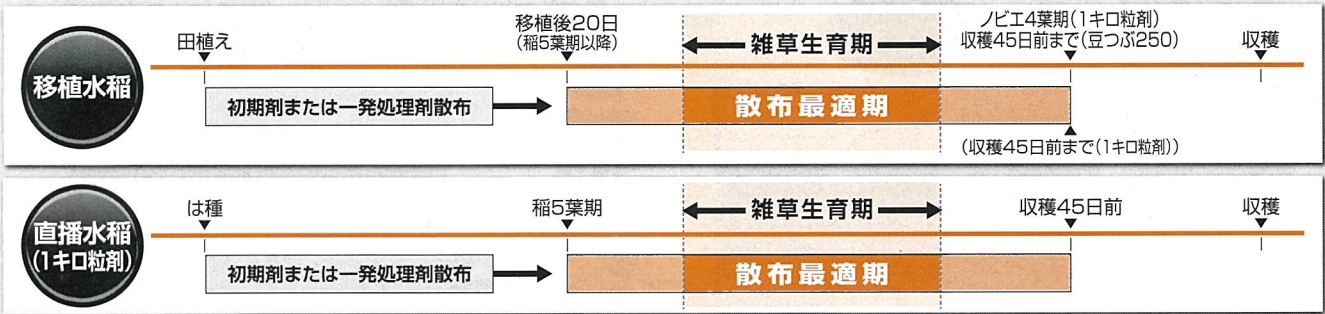 移植水稲
田植え
移植後20日
(稲5葉期以降)
雑草生育期
ノビエ4葉期(1キロ粒剤)
収穫45日前まで(豆つぶ250)
収穫
初期剤または一発処理剤散布
散布最適期
(収穫45日前まで(1キロ粒剤))
直播水稲
(1キロ粒剤)
は種
稲5葉期
雑草生育期
収穫45日前
収穫
初期剤または一発処理剤散布
散布最適期